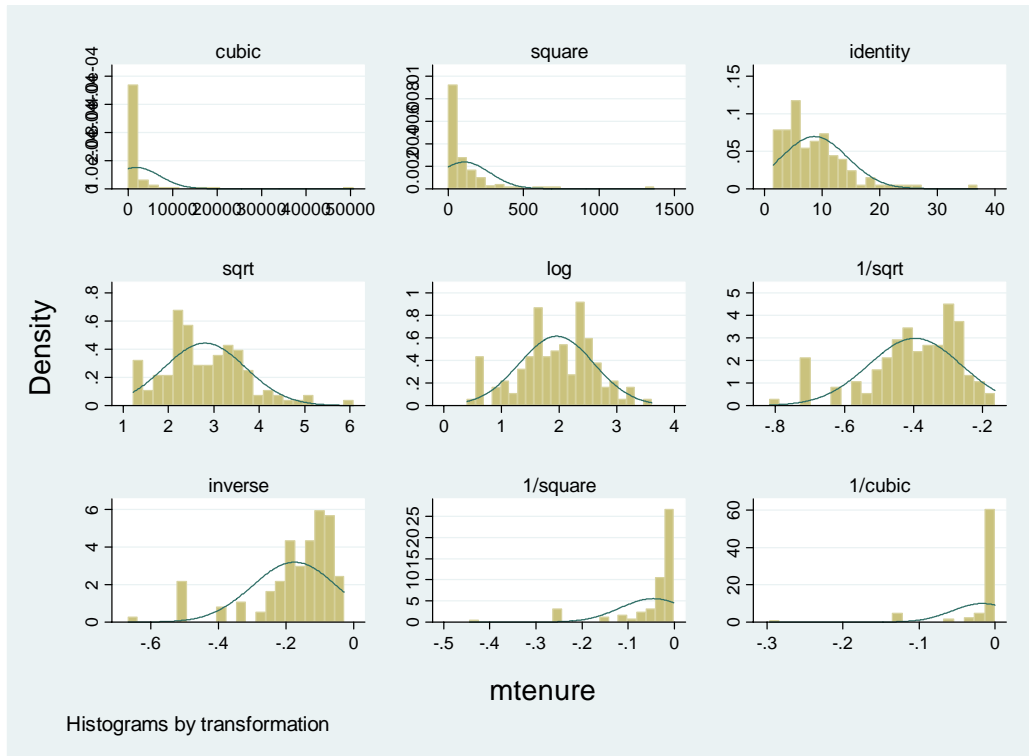 cubic
square
identity
0 10000 20000 30000 40000 50000
0 500 1000 1500
0 .05 .1 .15
0 10 20 30 40
sqrt
log
1/sqrt
Density
0 .2 .4 .6 .8
1 2 3 4 5 6
0 .2 .4 .6 .8 1
0 1 2 3 4
0 1 2 3 4 5
-.8 -.6 -.4 -.2
inverse
1/square
1/cubic
0 2 4 6
-.6 -.4 -.2 0
0 5 10 15 20 25
-.5 -.4 -.3 -.2 -.1 0
0 20 40 60
-.3 -.2 -.1 0
mtenure
Histograms by transformation